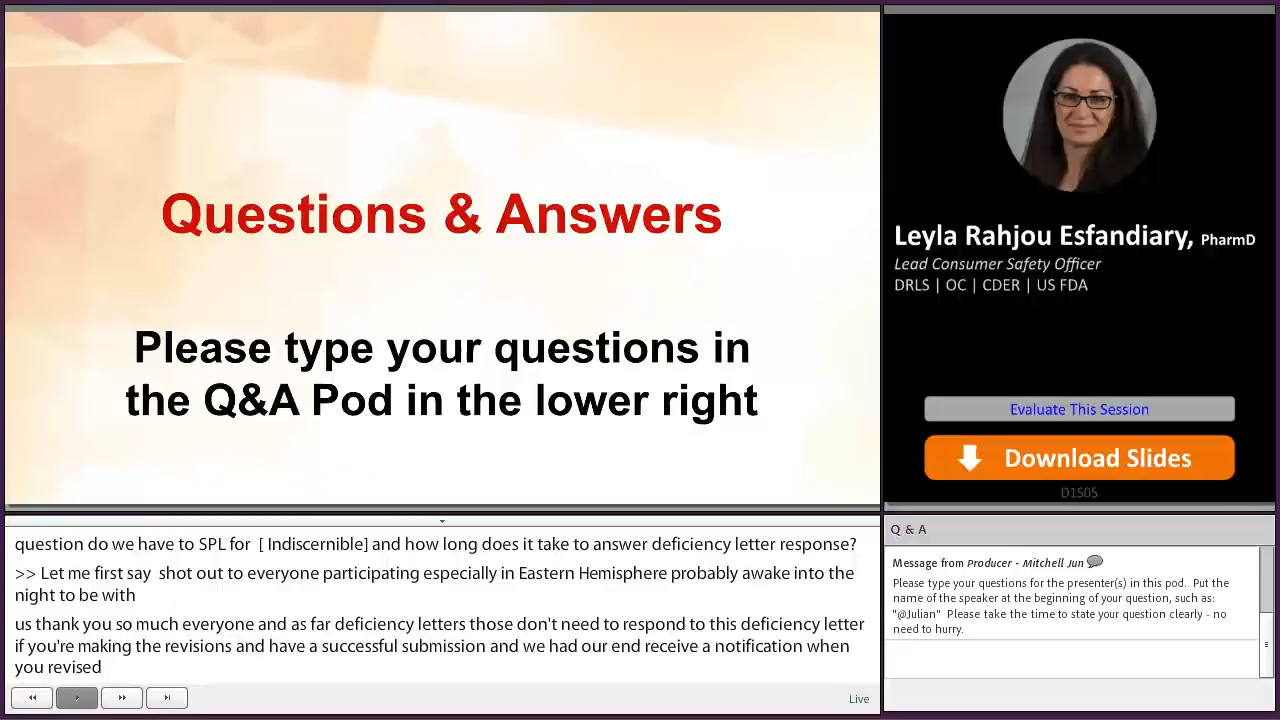 Questions & Answers
Please type your questions in
the Q&A Pod in the lower right
Leyla Rahjou Esfandiary, PharmD
Lead Consumer Safety Officer
DRLS | OC | CDER | US FDA
Evaluate This Session
Download Slides
D1S05
question do we have to SPL for [ Indiscernible] and how long does it take to answer deficiency letter response?
>> Let me first say shot out to everyone participating especially in Eastern Hemisphere probably awake into the
night to be with
us thank you so much everyone and as far deficiency letters those don't need to respond to this deficiency letter
if you're making the revisions and have a successful submission and we had our end receive a notification when
you revised
Live
Q & A
Message from Producer - Mitchell Jun
Please type your questions for the presenter(s) in this pod. Put the
name of the speaker at the beginning of your question, such as:
"@Julian" Please take the time to state your question clearly - no
need to hurry.